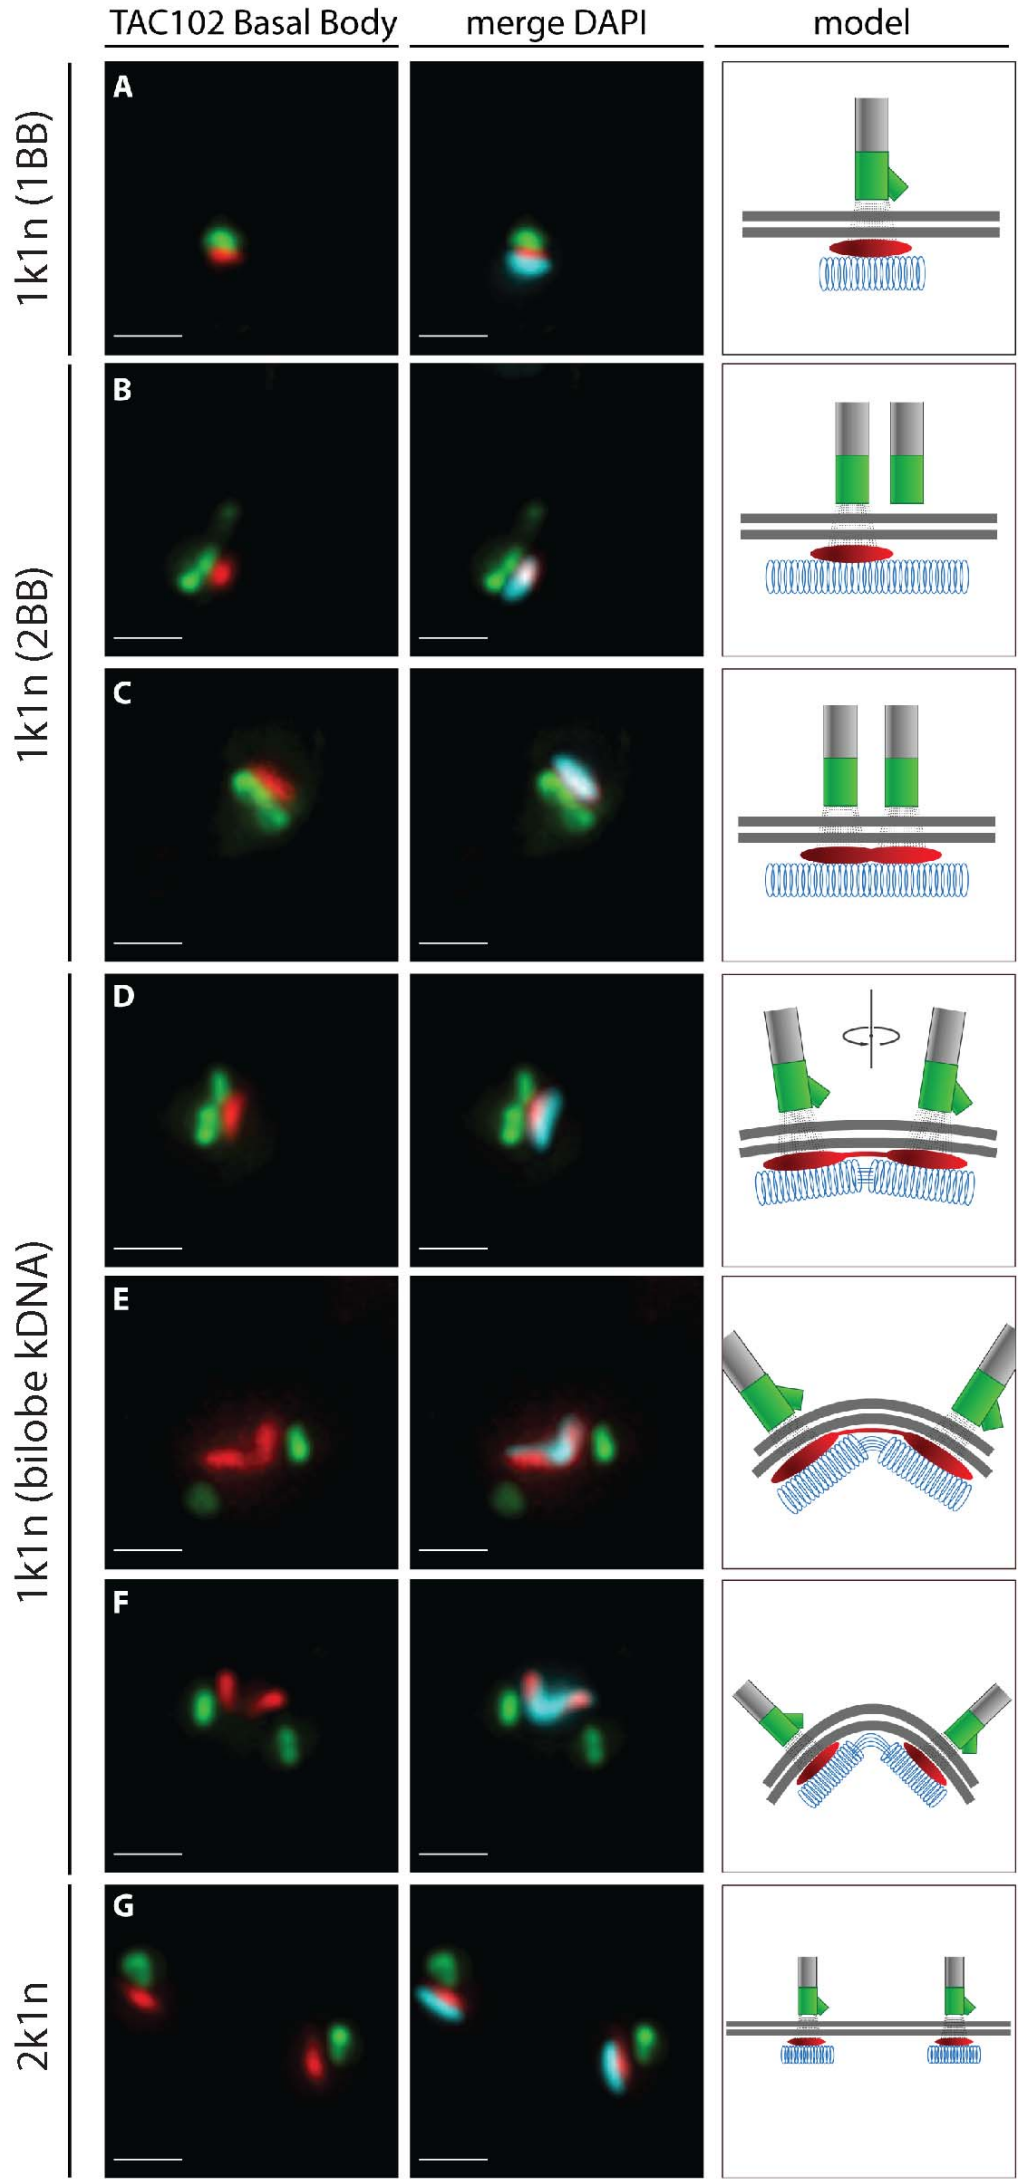 TAC102 Basal Body merge DAPI model
1k1n (1BB)
A
1k1n (2BB)
B
C
1k1n (bilobe kDNA)
D
E
F
2k1n
G